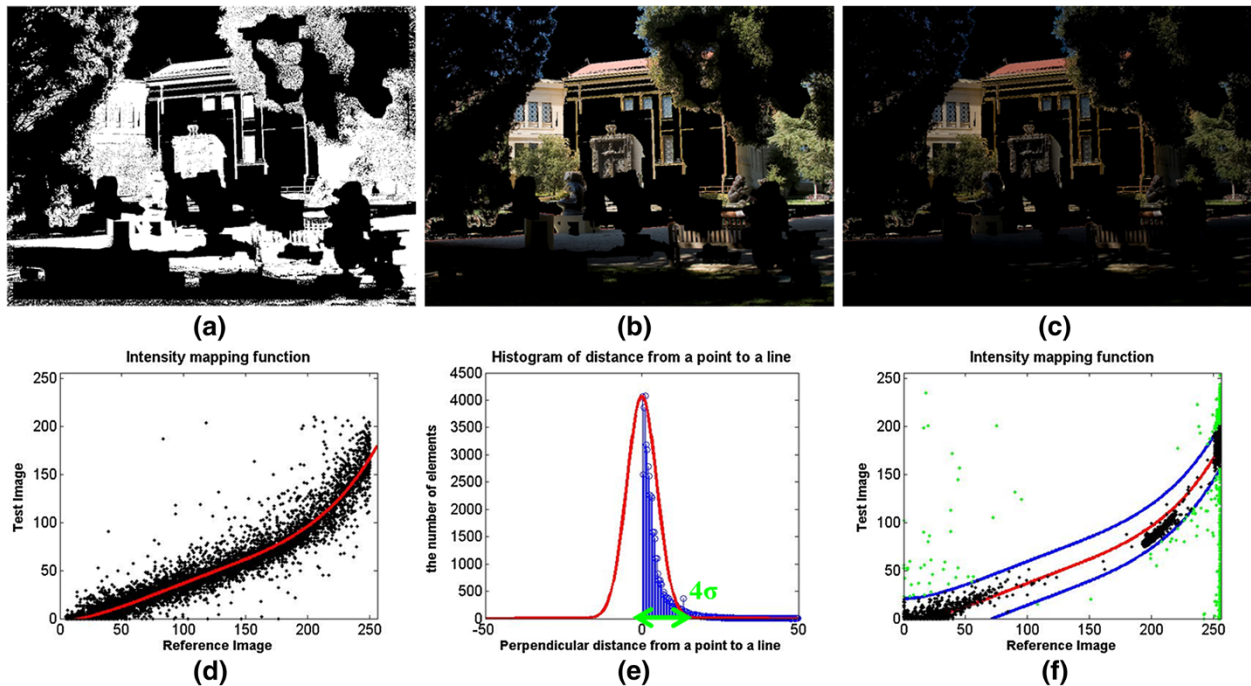 (a)
(b)
(c)
Intensity mapping function
Test Image
250
200
150
100
50
0
0 50 100 150 200 250
Reference Image
(d)
Histogram of distance from a point to a line
the number of elements
4500
4000
3500
3000
2500
2000
1500
1000
500
0
4σ
-50 0 50
Perpendicular distance from a point to a line
(e)
Intensity mapping function
Test Image
250
200
150
100
50
0
0 50 100 150 200 250
Reference Image
(f)